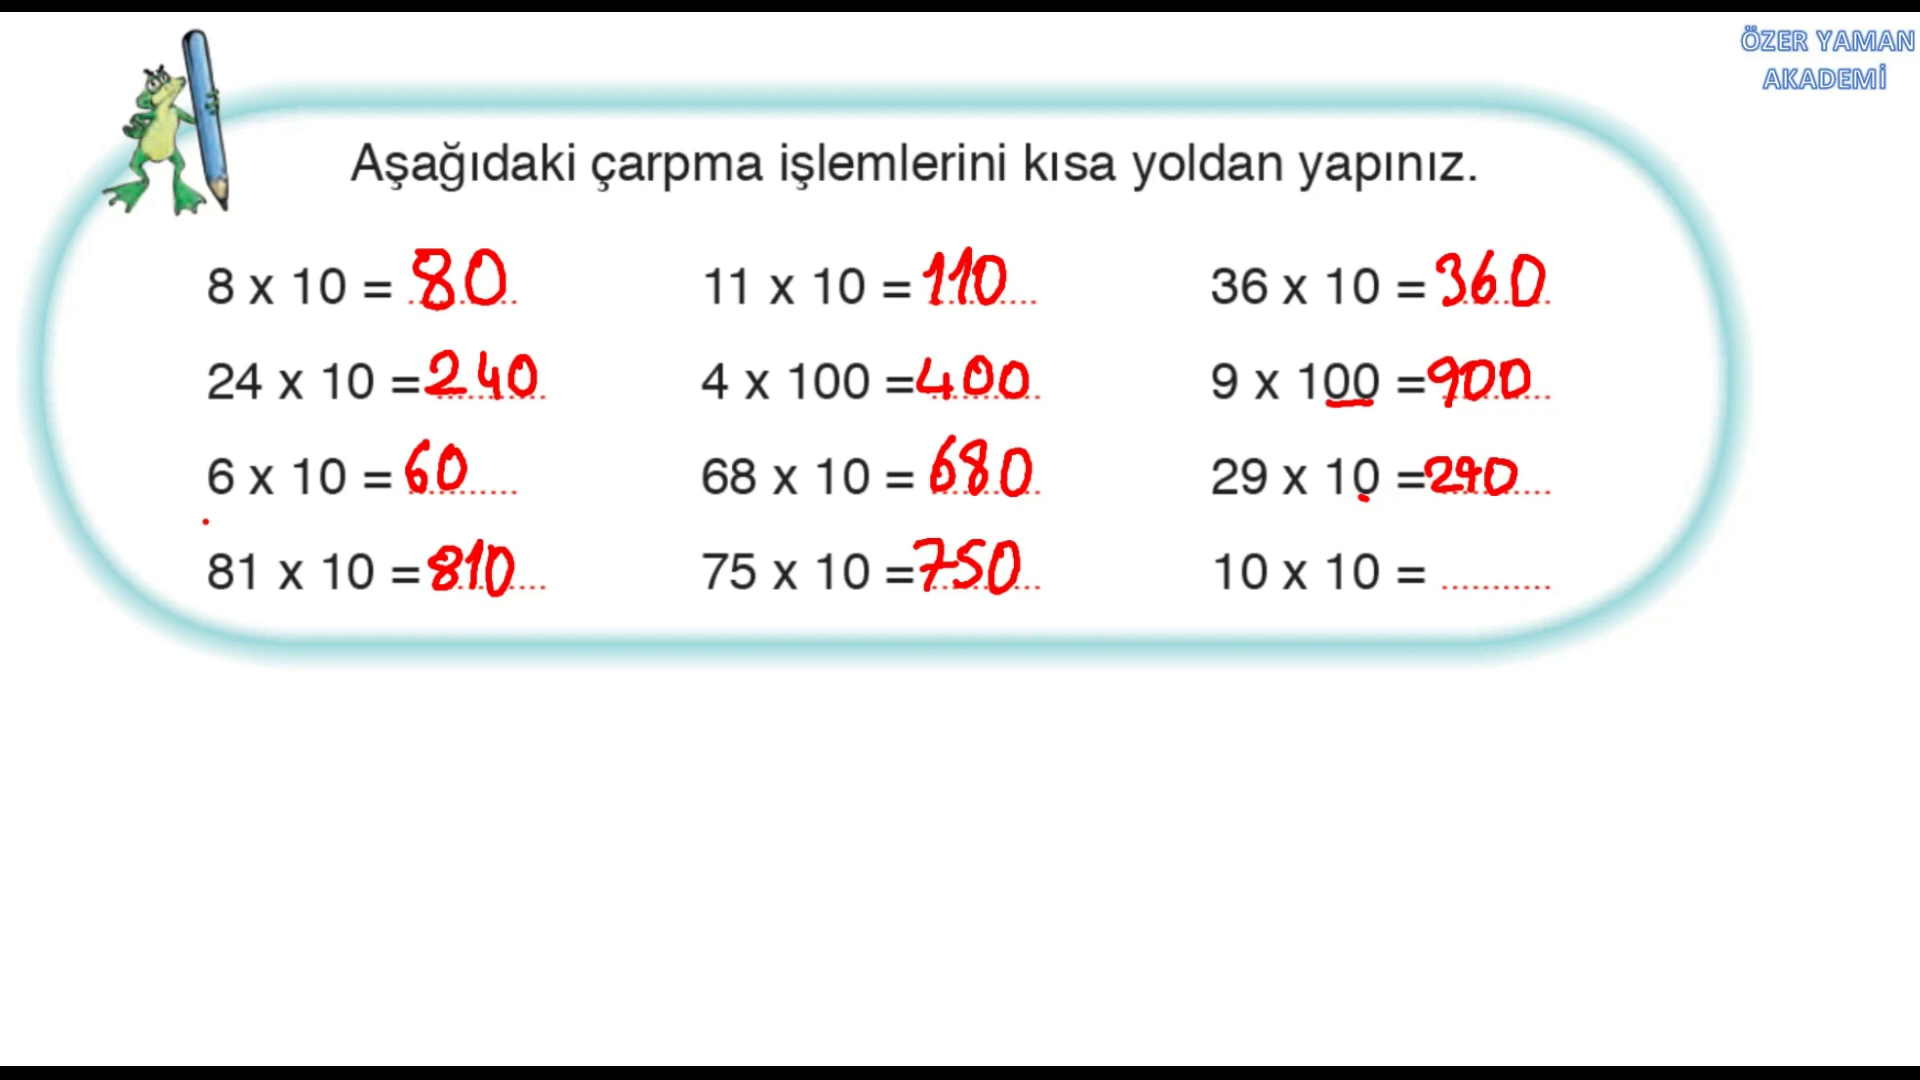 ÖZER YAMAN
AKADEMİ
Aşağıdaki çarpma işlemlerini kısa yoldan yapınız.
8 x 10 = 80 11 x 10 = 110 36 x 10 = 360
24 x 10 = 240 4 x 100 = 400 9 x 100 = 900
6 x 10 = 60 68 x 10 = 680 29 x 10 = 290
81 x 10 = 810 75 x 10 = 750 10 x 10 = ..........